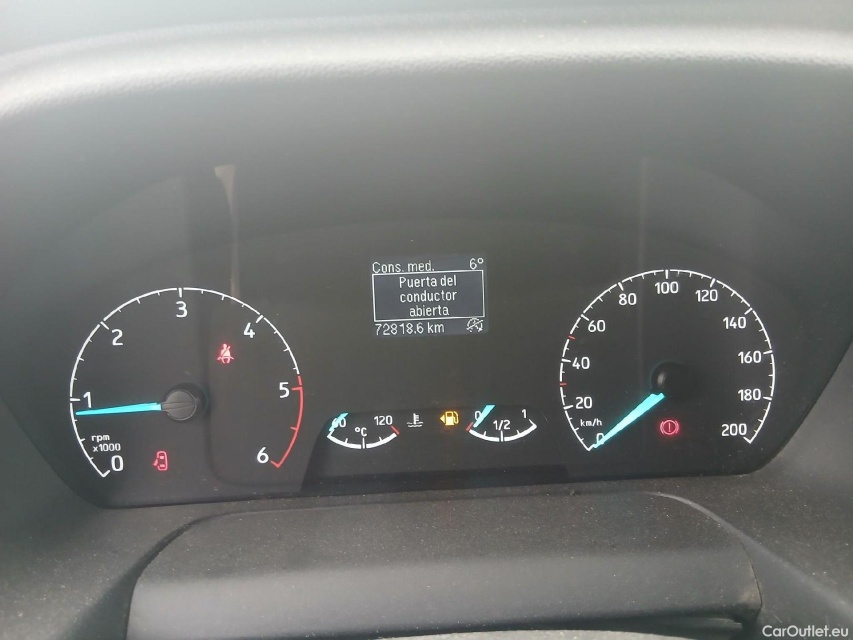 Cons. med. 6°
Puerta del
conductor
abierta
72818.6 km
0 1 2 3 4 5 6
rpm
x1000
60 120
°C
0 1/2 1
0 20 40 60 80 100 120 140 160 180 200
km/h
CarOutlet.eu